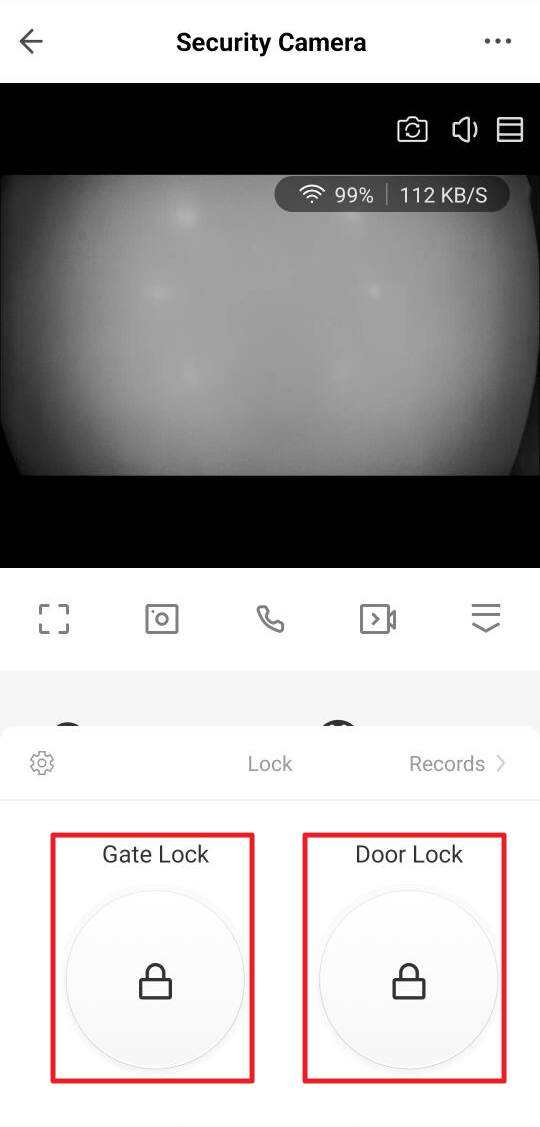 Security Camera
99% 112 KB/S
Lock Records
Gate Lock Door Lock